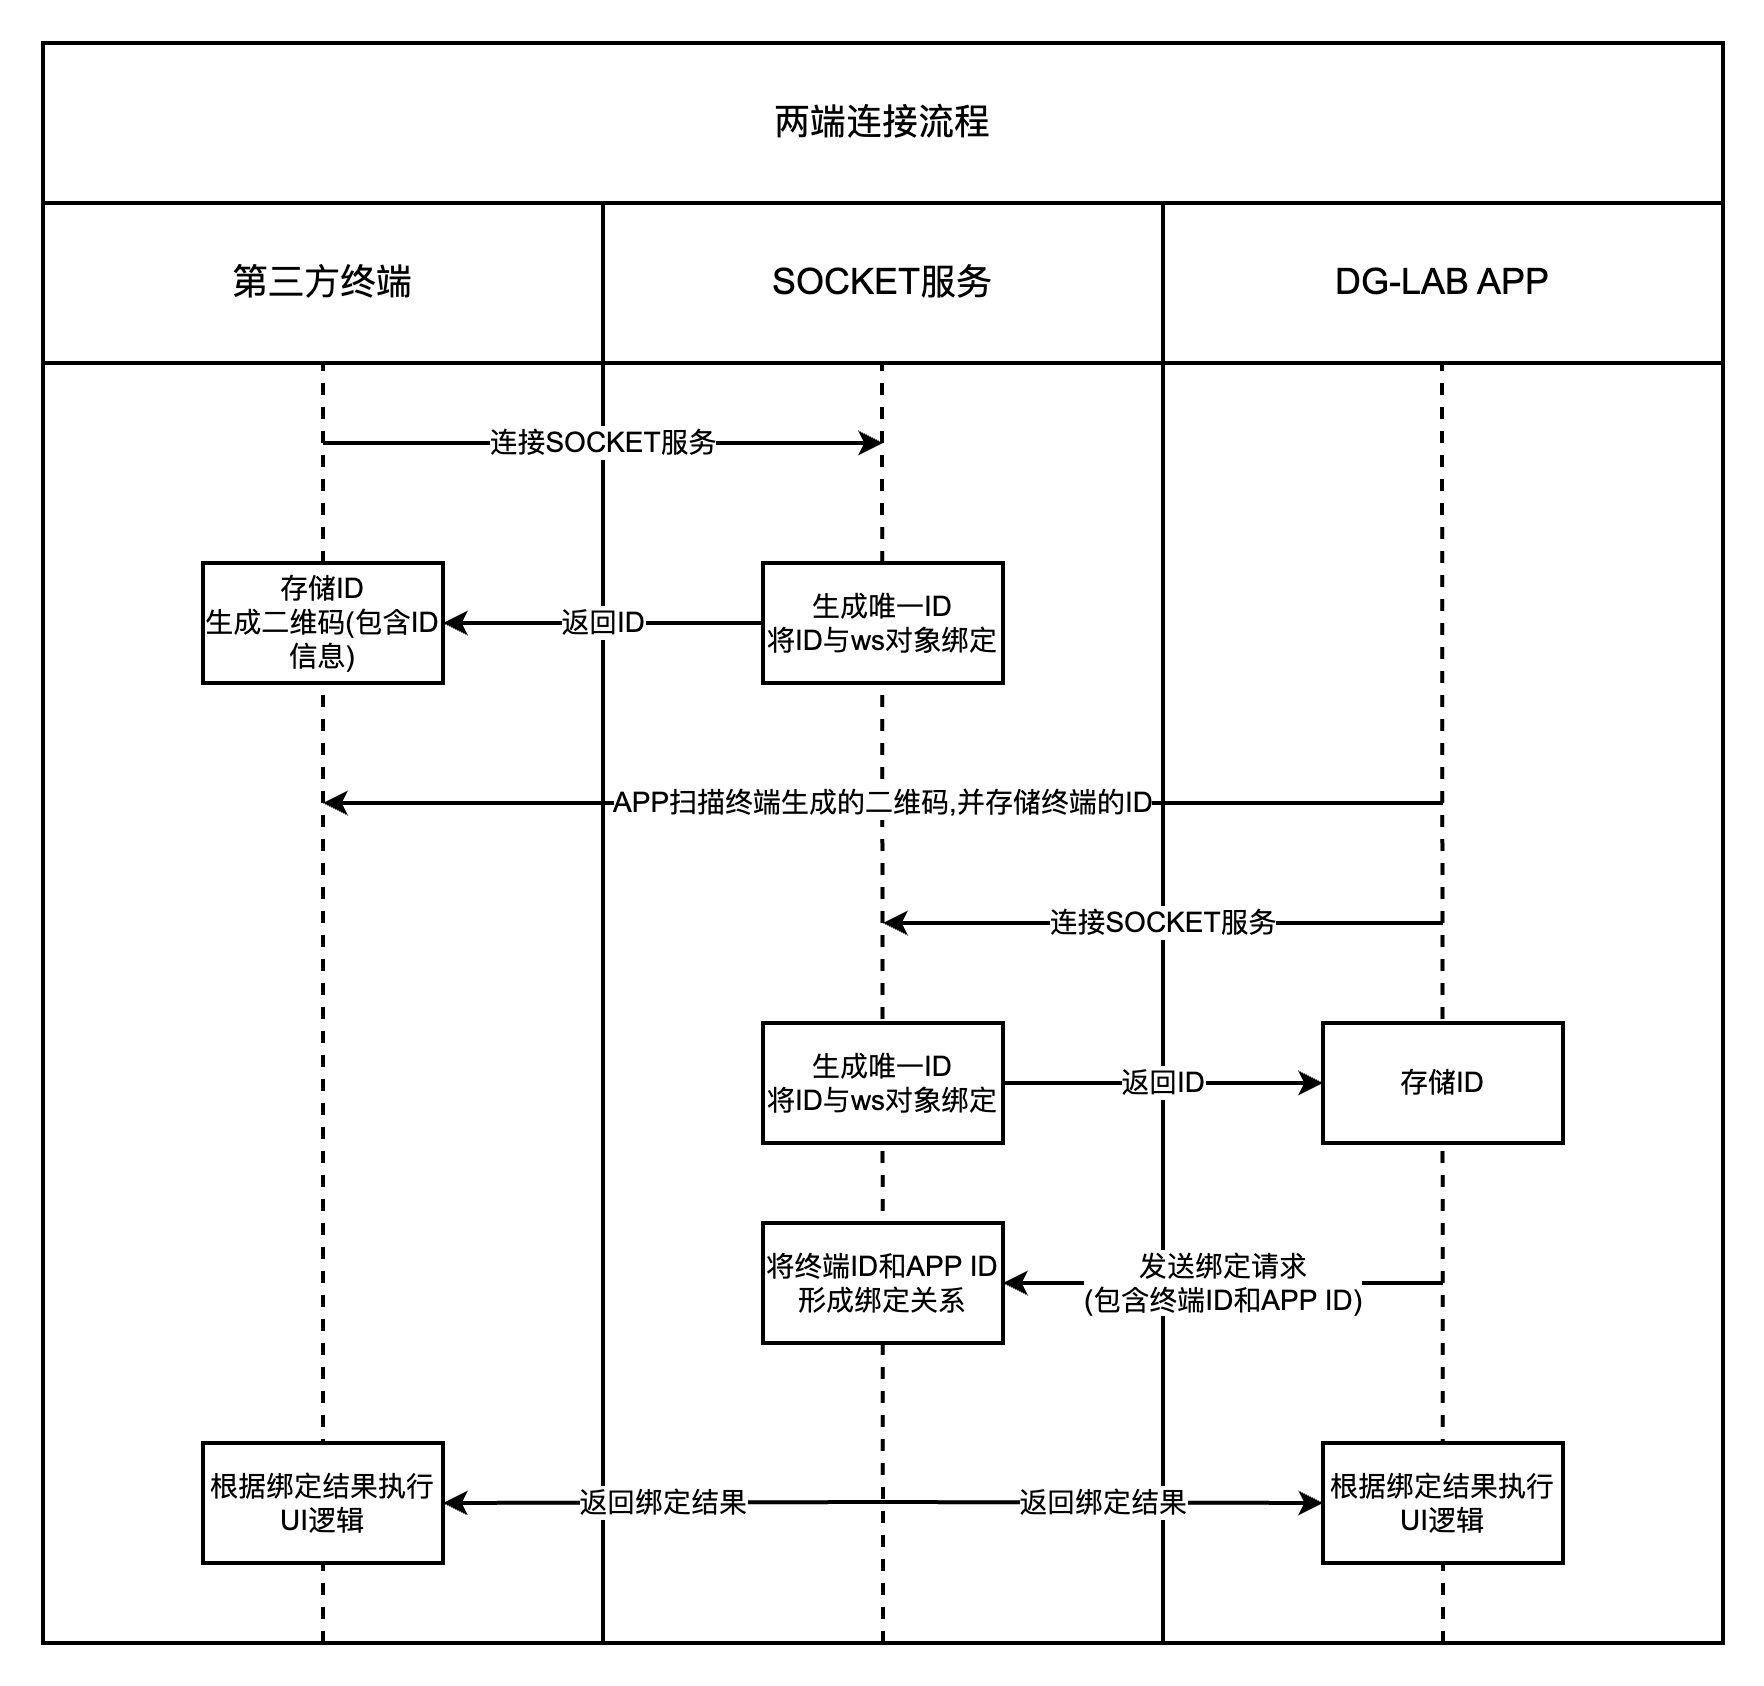 两端连接流程
第三方终端
SOCKET服务
DG-LAB APP
连接SOCKET服务
存储ID
生成二维码(包含ID
信息)
返回ID
生成唯一ID
将ID与ws对象绑定
APP扫描终端生成的二维码,并存储终端的ID
连接SOCKET服务
生成唯一ID
将ID与ws对象绑定
返回ID
存储ID
将终端ID和APP ID
形成绑定关系
发送绑定请求
(包含终端ID和APP ID)
根据绑定结果执行
UI逻辑
返回绑定结果
返回绑定结果
根据绑定结果执行
UI逻辑